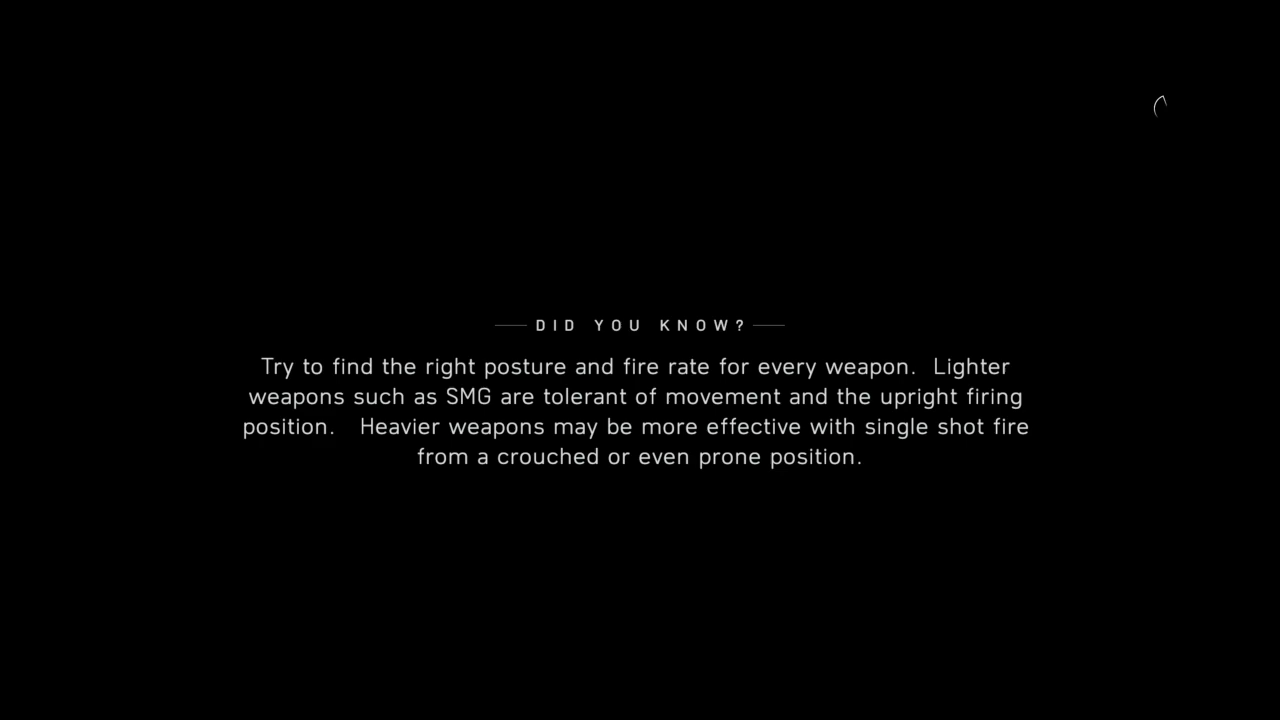 DID YOU KNOW?
Try to find the right posture and fire rate for every weapon.  Lighter
weapons such as SMG are tolerant of movement and the upright firing
position.   Heavier weapons may be more effective with single shot fire
from a crouched or even prone position.